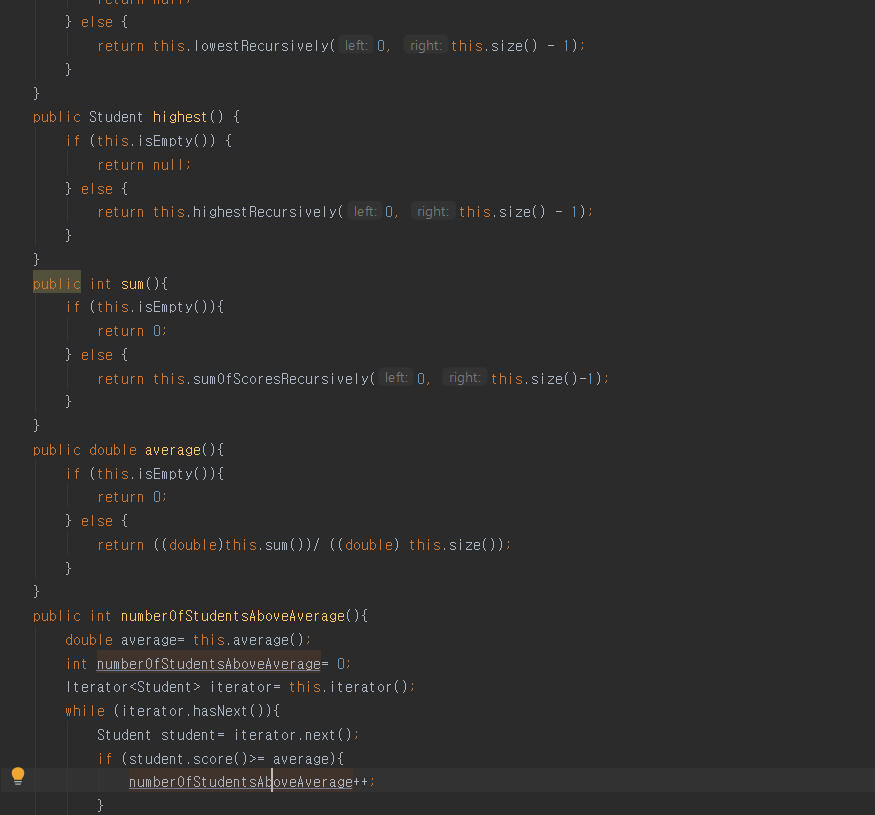 return null;
} else {
return this.lowestRecursively( left: 0, right: this.size() - 1);
}
}
public Student highest() {
if (this.isEmpty()) {
return null;
} else {
return this.highestRecursively( left: 0, right: this.size() - 1);
}
}
public int sum(){
if (this.isEmpty()){
return 0;
} else {
return this.sumOfScoresRecursively( left: 0, right: this.size()-1);
}
}
public double average(){
if (this.isEmpty()){
return 0;
} else {
return ((double)this.sum())/ ((double) this.size());
}
}
public int numberOfStudentsAboveAverage(){
double average= this.average();
int numberOfStudentsAboveAverage= 0;
Iterator<Student> iterator= this.iterator();
while (iterator.hasNext()){
Student student= iterator.next();
if (student.score()>= average){
numberOfStudentsAboveAverage++;
}